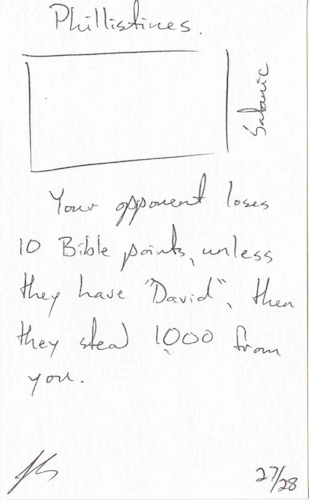 Phillistines.
Satanic
Your opponent loses
10 Bible points, unless
they have "David", then
they steal 1000 from
you.
27/28